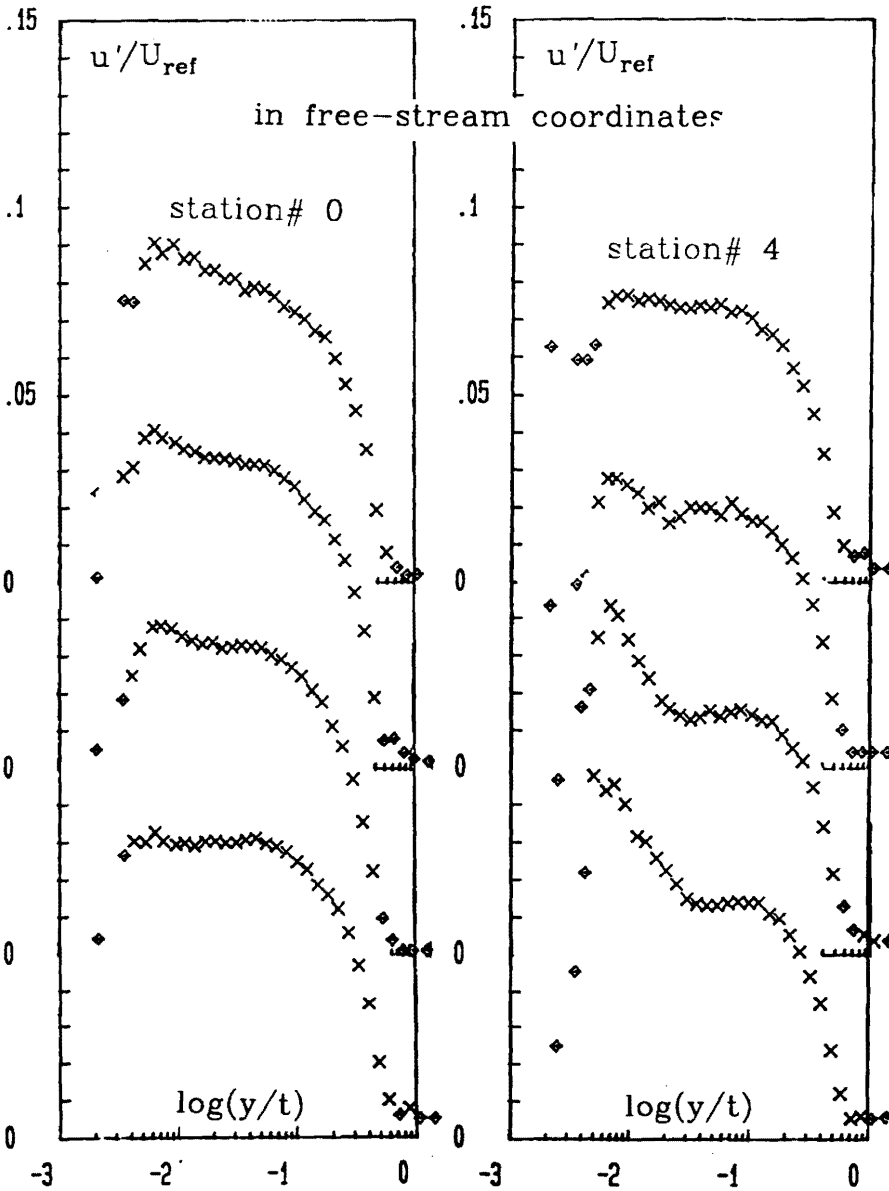 .15 .15
u'/U_ref u'/U_ref
in free-stream coordinates
.1 .1
station# 0
station# 4
.05 .05
0 0
0 0
0 0
log(y/t) log(y/t)
0 0
-3 -2 -1 0 -3 -2 -1 0